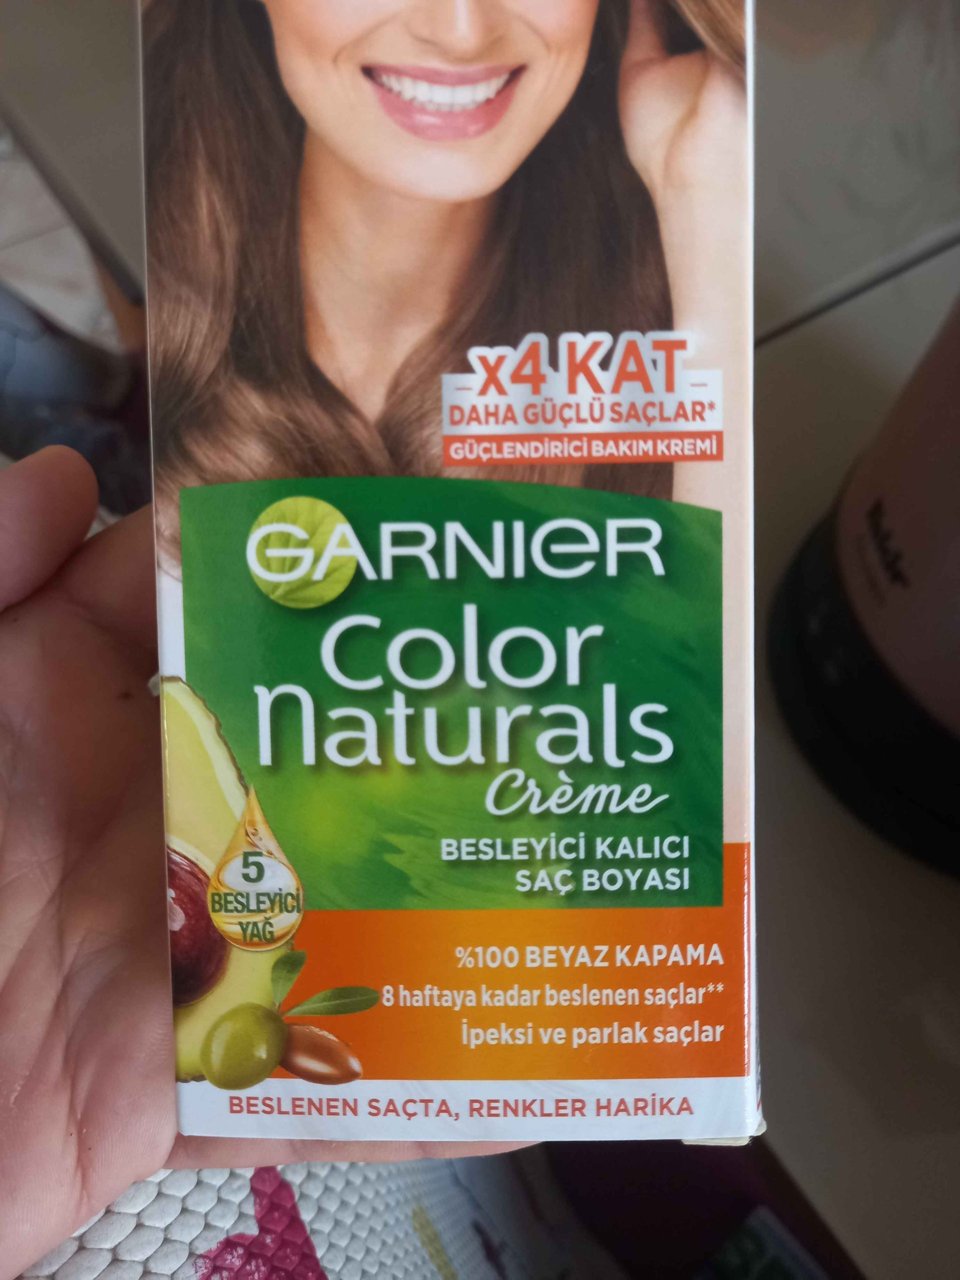 x4 KAT
DAHA GÜÇLÜ SAÇLAR*
GÜÇLENDİRİCİ BAKIM KREMİ
GARNIER
Color
Naturals
Crème
BESLEYİCİ KALICI
SAÇ BOYASI
5
BESLEYİCİ
YAĞ
%100 BEYAZ KAPAMA
8 haftaya kadar beslenen saçlar**
İpeksi ve parlak saçlar
BESLENEN SAÇTA, RENKLER HARİKA